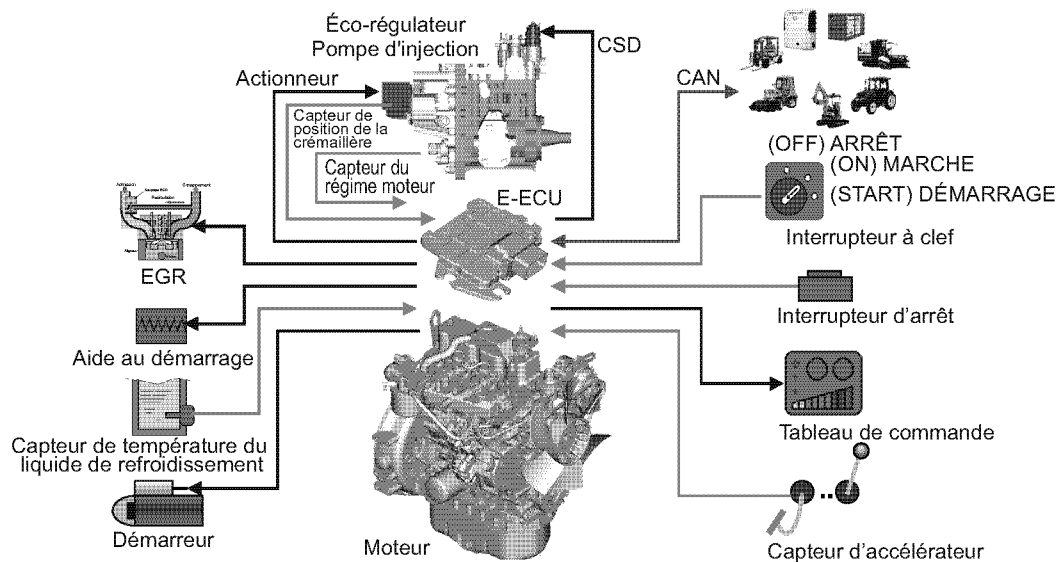 Éco-régulateur
Pompe d'injection
CSD
Actionneur
CAN
Capteur de
position de la
crémaillère
Capteur du
régime moteur
(OFF) ARRÊT
(ON) MARCHE
(START) DÉMARRAGE
E-ECU
Interrupteur à clef
EGR
Interrupteur d'arrêt
Aide au démarrage
Tableau de commande
Capteur de température du
liquide de refroidissement
Démarreur
Moteur
Capteur d'accélérateur